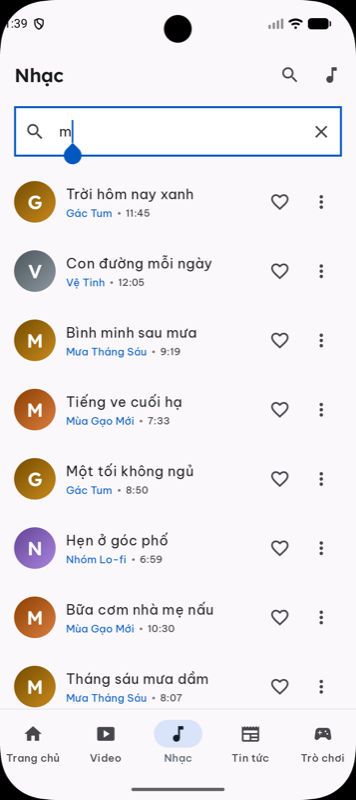 :39
Nhạc
m
G
Trời hôm nay xanh
Gác Tum • 11:45
V
Con đường mỗi ngày
Vệ Tinh • 12:05
M
Bình minh sau mưa
Mưa Tháng Sáu • 9:19
M
Tiếng ve cuối hạ
Mùa Gạo Mới • 7:33
G
Một tối không ngủ
Gác Tum • 8:50
N
Hẹn ở góc phố
Nhóm Lo-fi • 6:59
M
Bữa cơm nhà mẹ nấu
Mùa Gạo Mới • 10:30
M
Tháng sáu mưa dầm
Mưa Tháng Sáu • 8:07
Trang chủ Video Nhạc Tin tức Trò chơi